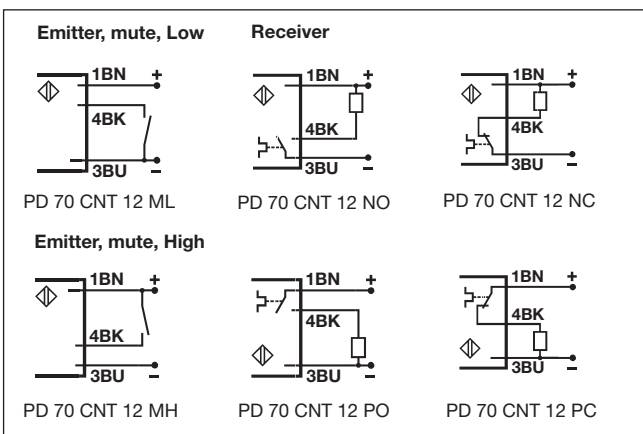 Emitter, mute, Low
Receiver
1BN +
4BK
3BU -
PD 70 CNT 12 ML
1BN +
4BK
3BU -
PD 70 CNT 12 NO
1BN +
4BK
3BU -
PD 70 CNT 12 NC
Emitter, mute, High
1BN +
4BK
3BU -
PD 70 CNT 12 MH
1BN +
4BK
3BU -
PD 70 CNT 12 PO
1BN +
4BK
3BU -
PD 70 CNT 12 PC